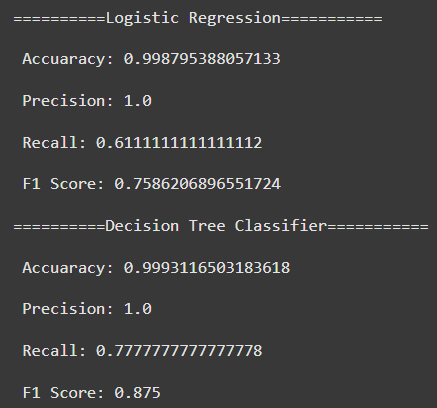 ==========Logistic Regression===========
Accuaracy: 0.998795388057133
Precision: 1.0
Recall: 0.6111111111111112
F1 Score: 0.7586206896551724
==========Decision Tree Classifier===========
Accuaracy: 0.9993116503183618
Precision: 1.0
Recall: 0.7777777777777778
F1 Score: 0.875